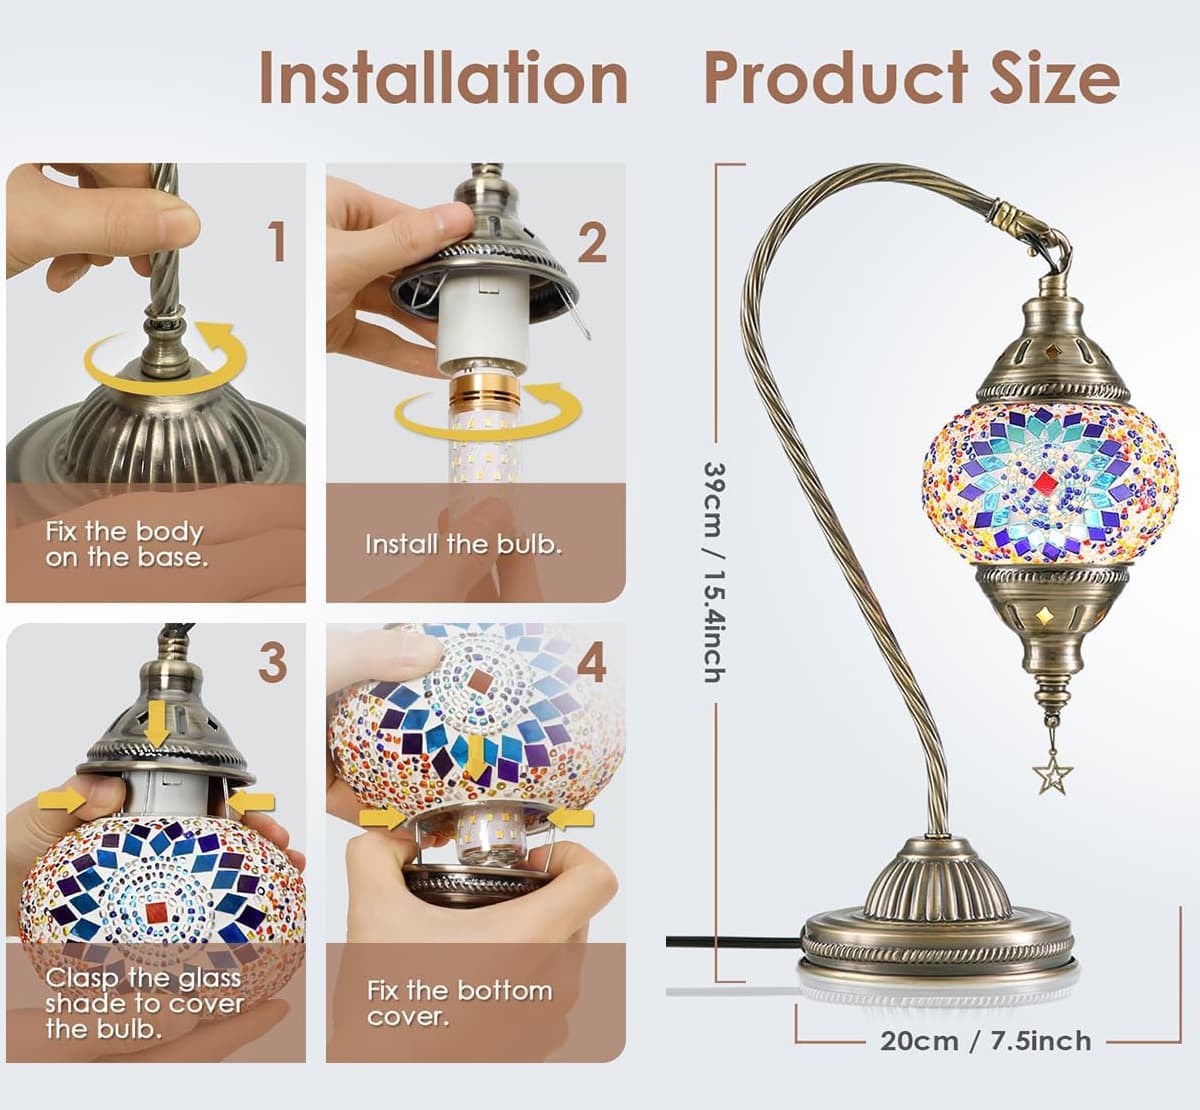 Installation
1
Fix the body
on the base.
2
Install the bulb.
3
Clasp the glass
shade to cover
the bulb.
4
Fix the bottom
cover.
Product Size
39cm / 15.4inch
20cm / 7.5inch